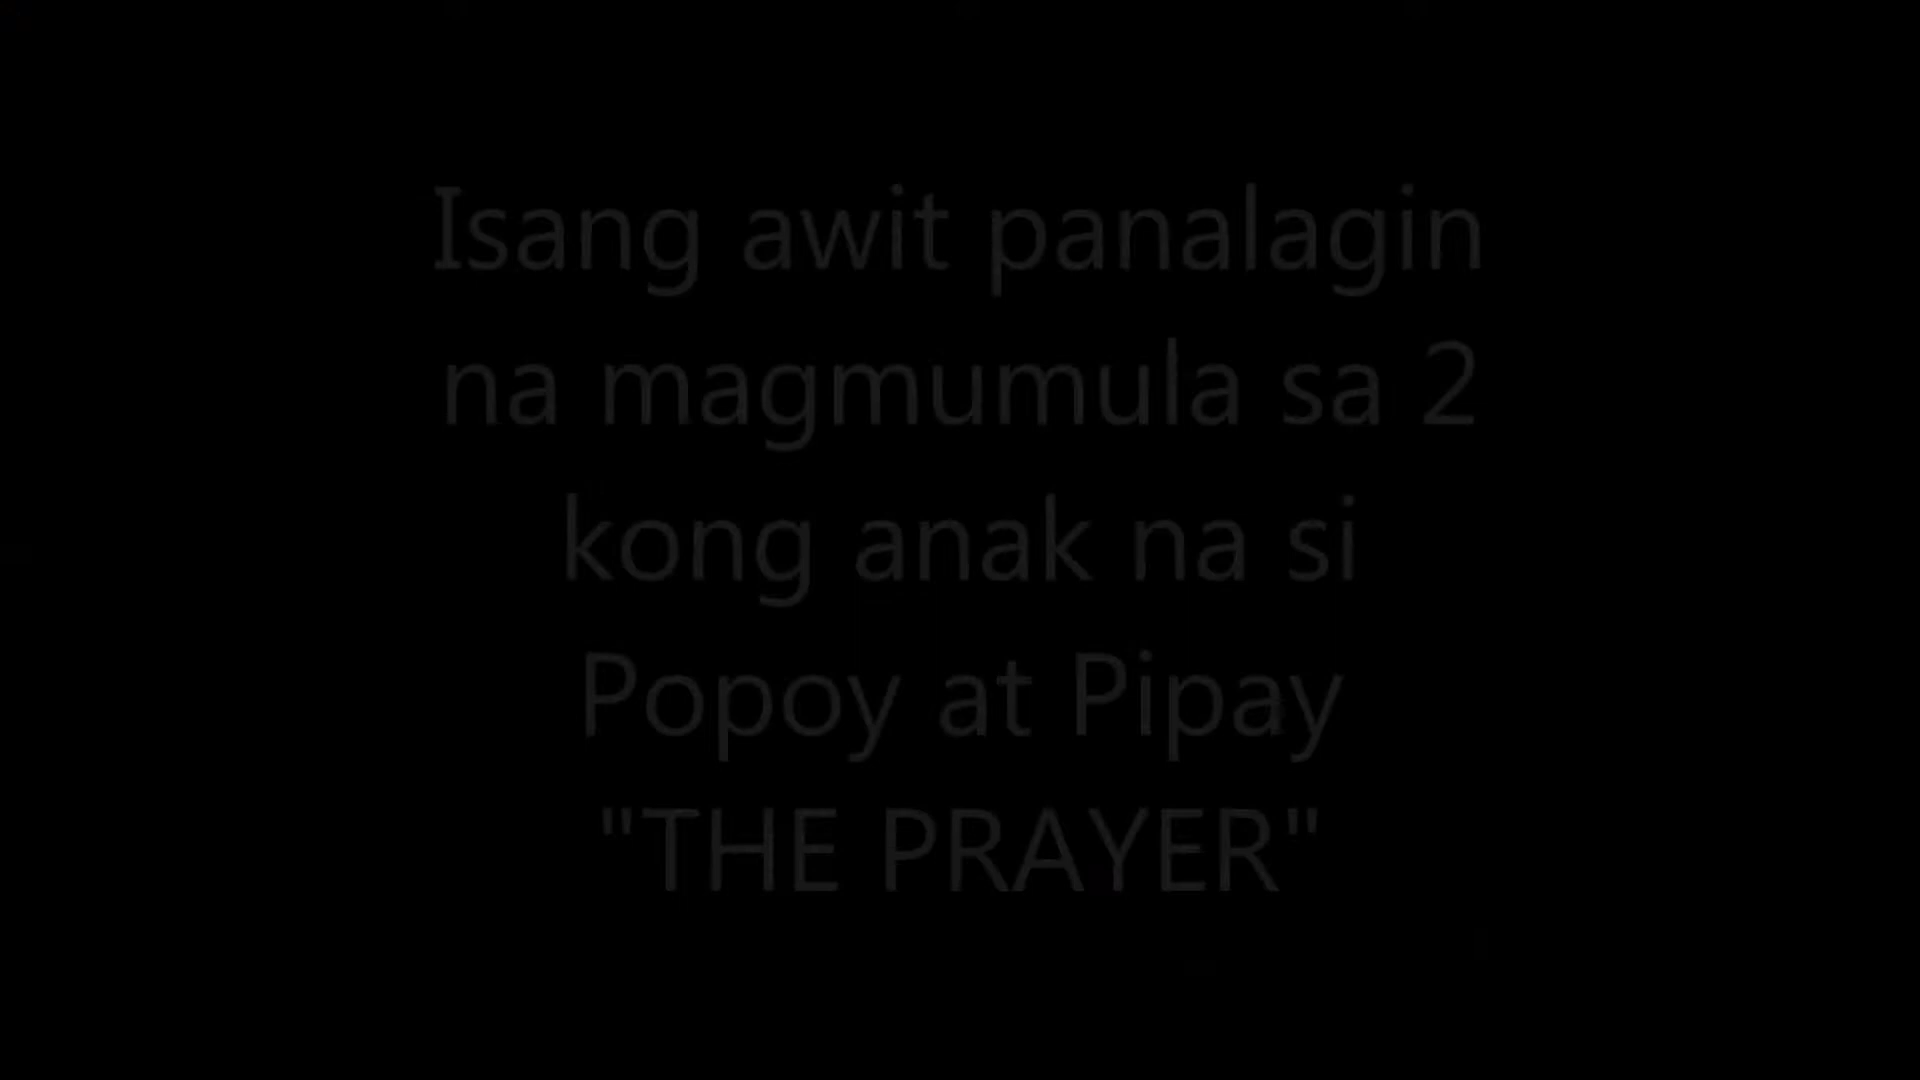 Isang awit panalagin
na magmumula sa 2
kong anak na si
Popoy at Pipay
"THE PRAYER"